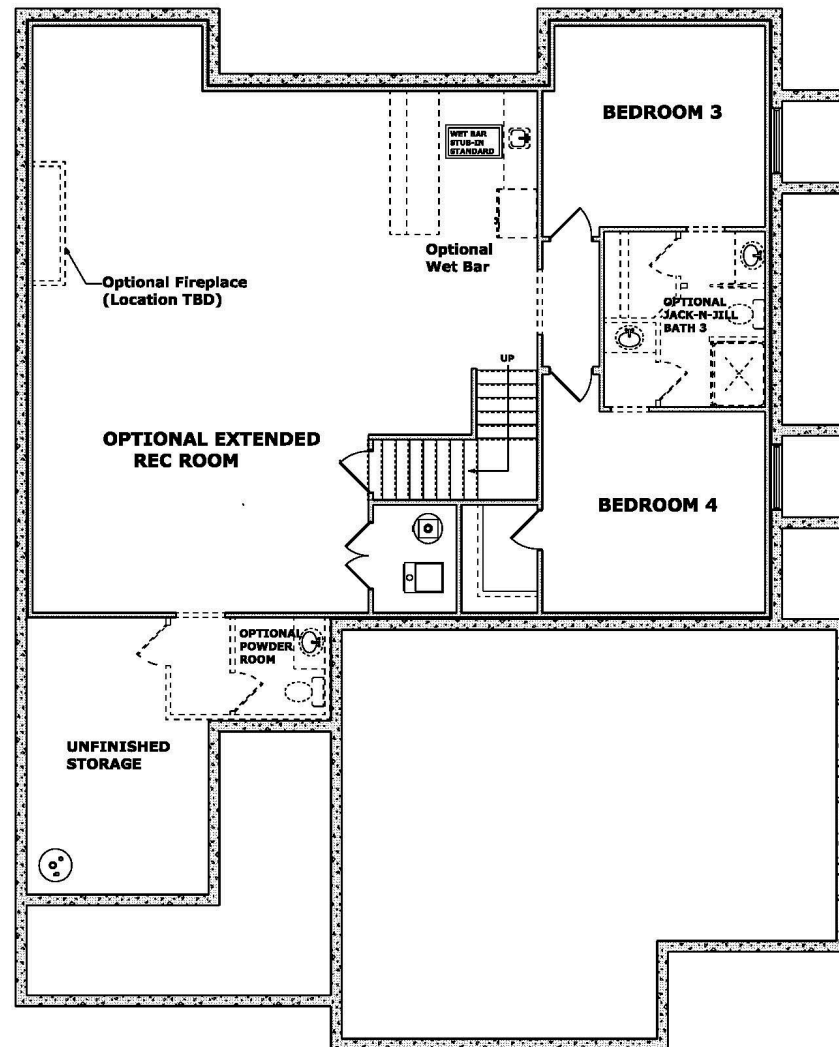 BEDROOM 3
WET BAR
STUB-IN
STANDARD
Optional
Wet Bar
Optional Fireplace
(Location TBD)
OPTIONAL
JACK-N-JILL
BATH 3
UP
OPTIONAL EXTENDED
REC ROOM
BEDROOM 4
OPTIONAL
POWDER
ROOM
UNFINISHED
STORAGE